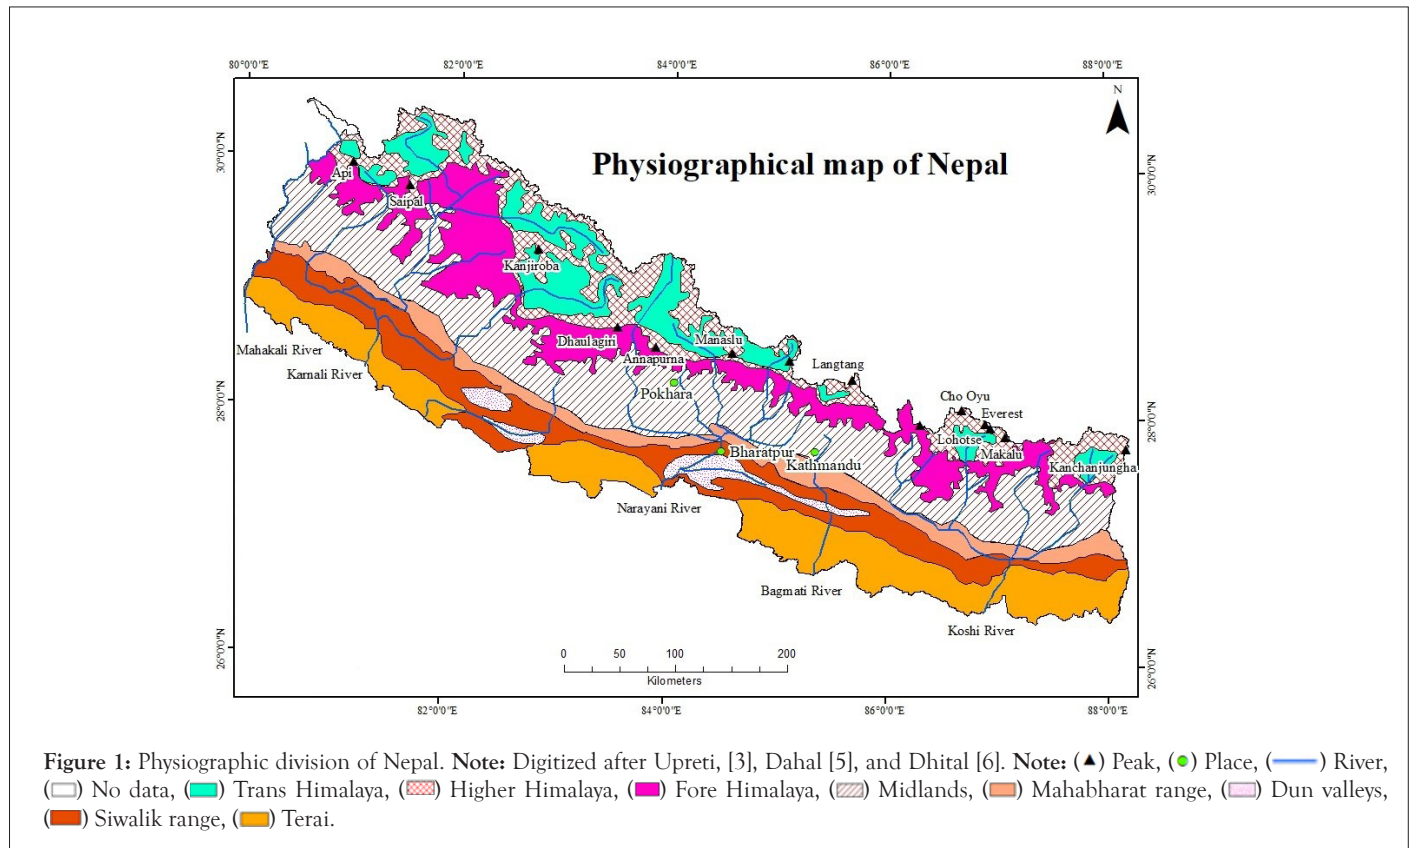 80°0'0"E 82°0'0"E 84°0'0"E 86°0'0"E 88°0'0"E
N
Physiographical map of Nepal
30°0'0"N
30°0'0"N
Api
Saipal
Kanjiroba
Dhaulagiri
Manaslu
Annapurna
Langtang
Mahakali River
Karnali River
Pokhara
Cho Oyu
Everest
28°0'0"N
28°0'0"N
Lohotse
Makalu
Bharatpur
Kathmandu
Kanchanjungha
Narayani River
Bagmati River
Koshi River
26°0'0"N
26°0'0"N
0 50 100 200
Kilometers
82°0'0"E 84°0'0"E 86°0'0"E 88°0'0"E
Figure 1: Physiographic division of Nepal. Note: Digitized after Upreti, [3], Dahal [5], and Dhital [6]. Note: (▲) Peak, (●) Place, (—) River,
( ) No data, ( ) Trans Himalaya, ( ) Higher Himalaya, ( ) Fore Himalaya, ( ) Midlands, ( ) Mahabharat range, ( ) Dun valleys,
( ) Siwalik range, ( ) Terai.